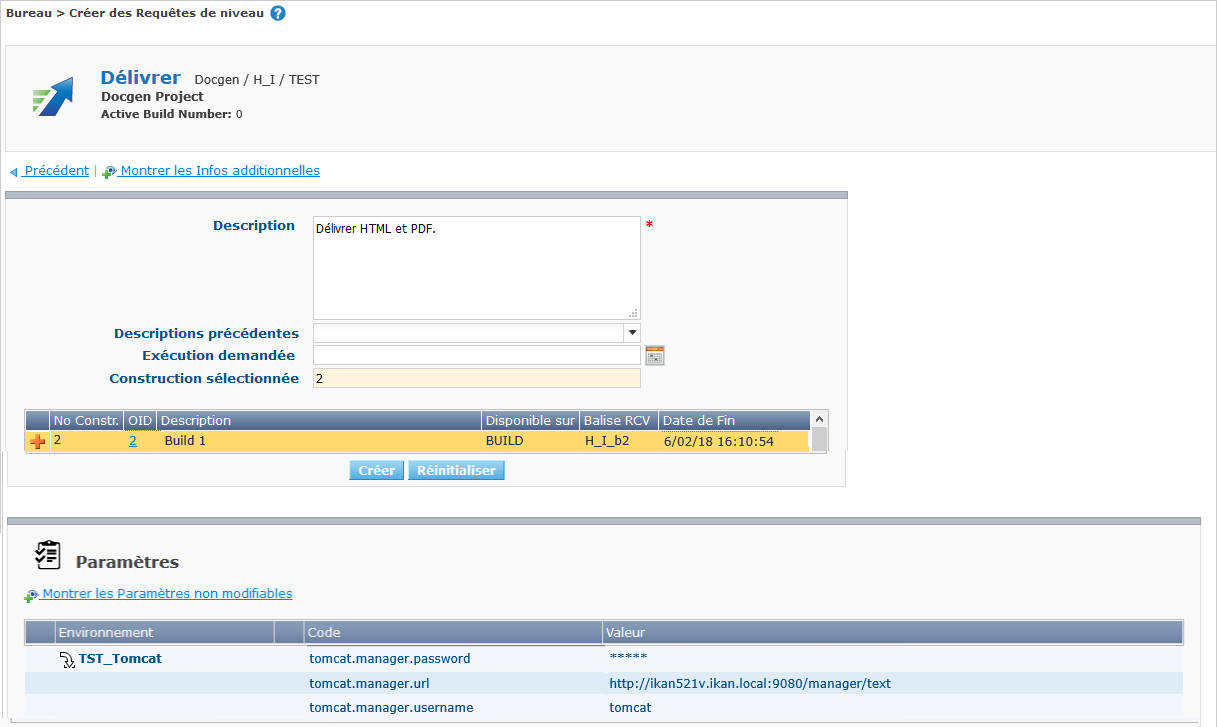 Bureau > Créer des Requêtes de niveau ?
Délivrer Docgen / H_I / TEST
Docgen Project
Active Build Number: 0
Précédent | Montrer les Infos additionnelles
Description Délivrer HTML et PDF. *
Descriptions précédentes
Exécution demandée
Construction sélectionnée 2
No Constr. OID Description Disponible sur Balise RCV Date de Fin
2 2 Build 1 BUILD H_I_b2 6/02/18 16:10:54
Créer Réinitialiser
Paramètres
Montrer les Paramètres non modifiables
Environnement Code Valeur
TST_Tomcat tomcat.manager.password *****
tomcat.manager.url http://ikan521v.ikan.local:9080/manager/text
tomcat.manager.username tomcat